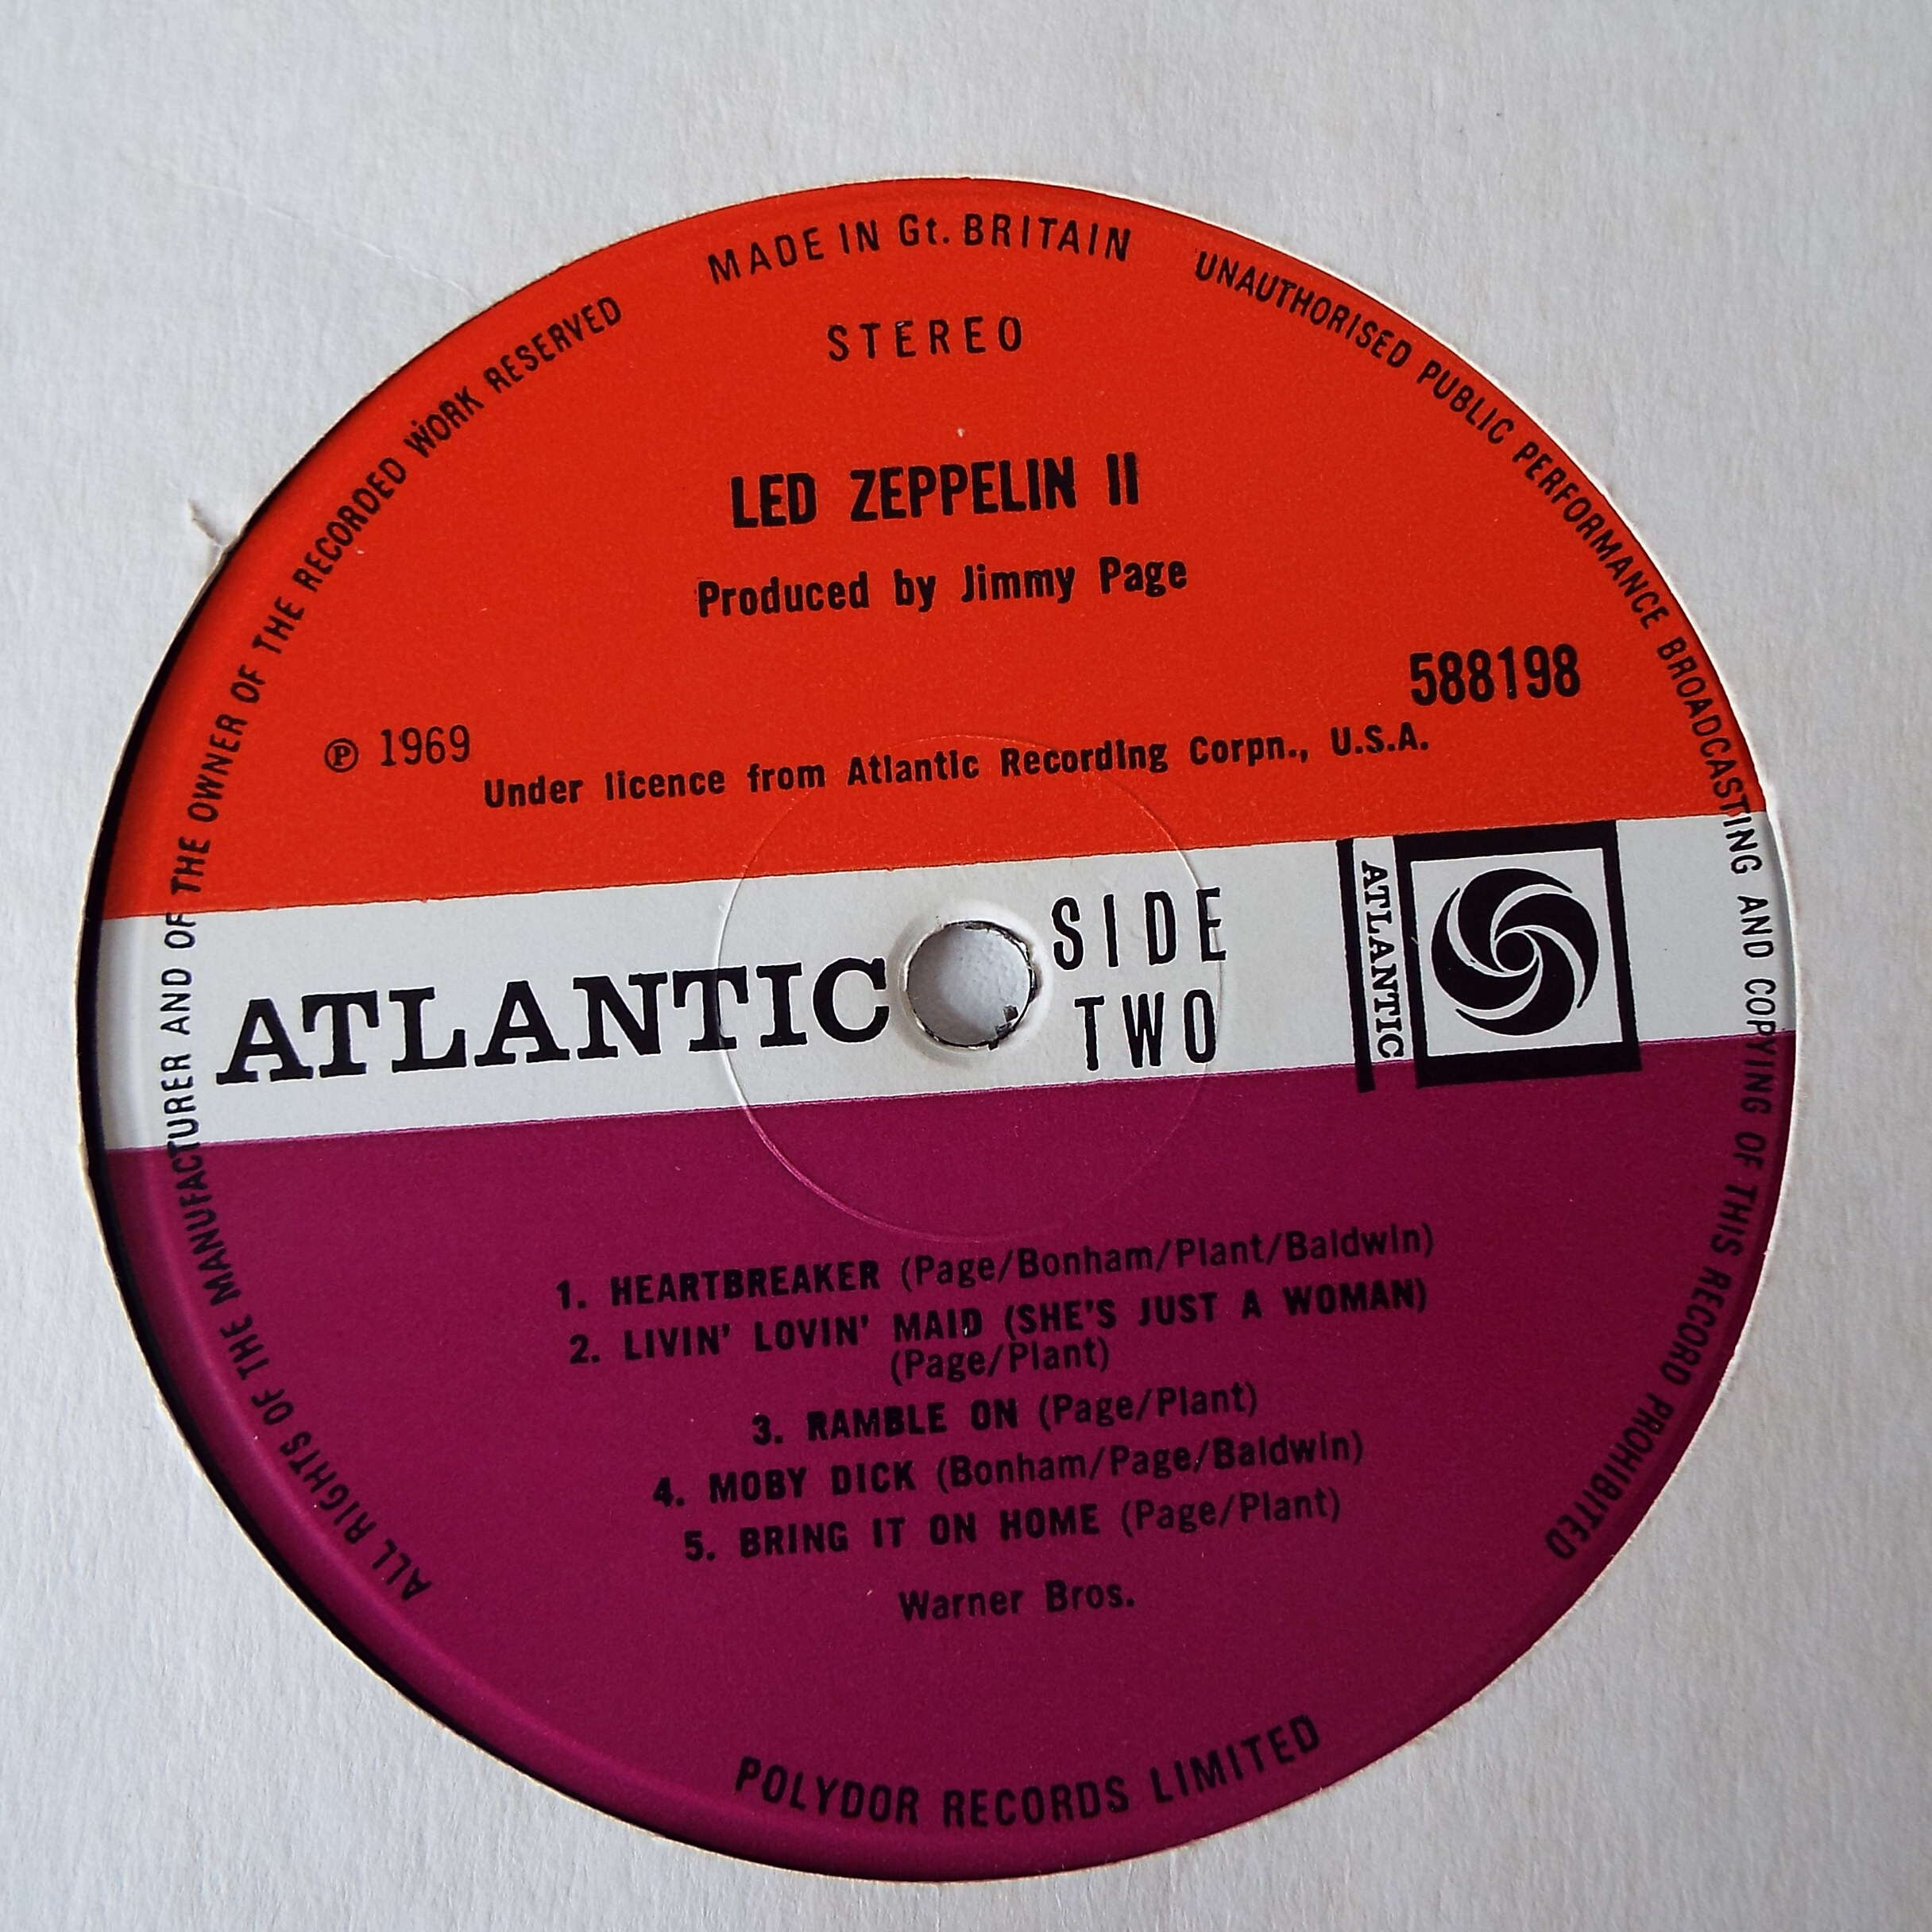 MADE IN Gt. BRITAIN
UNAUTHORISED PUBLIC PERFORMANCE BROADCASTING AND COPYING OF THIS RECORD PROHIBITED
ALL RIGHTS OF THE MANUFACTURER AND OF THE OWNER OF THE RECORDED WORK RESERVED
STEREO
LED ZEPPELIN II
Produced by Jimmy Page
588198
℗ 1969
Under licence from Atlantic Recording Corpn., U.S.A.
ATLANTIC
SIDE
TWO
ATLANTIC
1. HEARTBREAKER (Page/Bonham/Plant/Baldwin)
2. LIVIN' LOVIN' MAID (SHE'S JUST A WOMAN)
(Page/Plant)
3. RAMBLE ON (Page/Plant)
4. MOBY DICK (Bonham/Page/Baldwin)
5. BRING IT ON HOME (Page/Plant)
Warner Bros.
POLYDOR RECORDS LIMITED